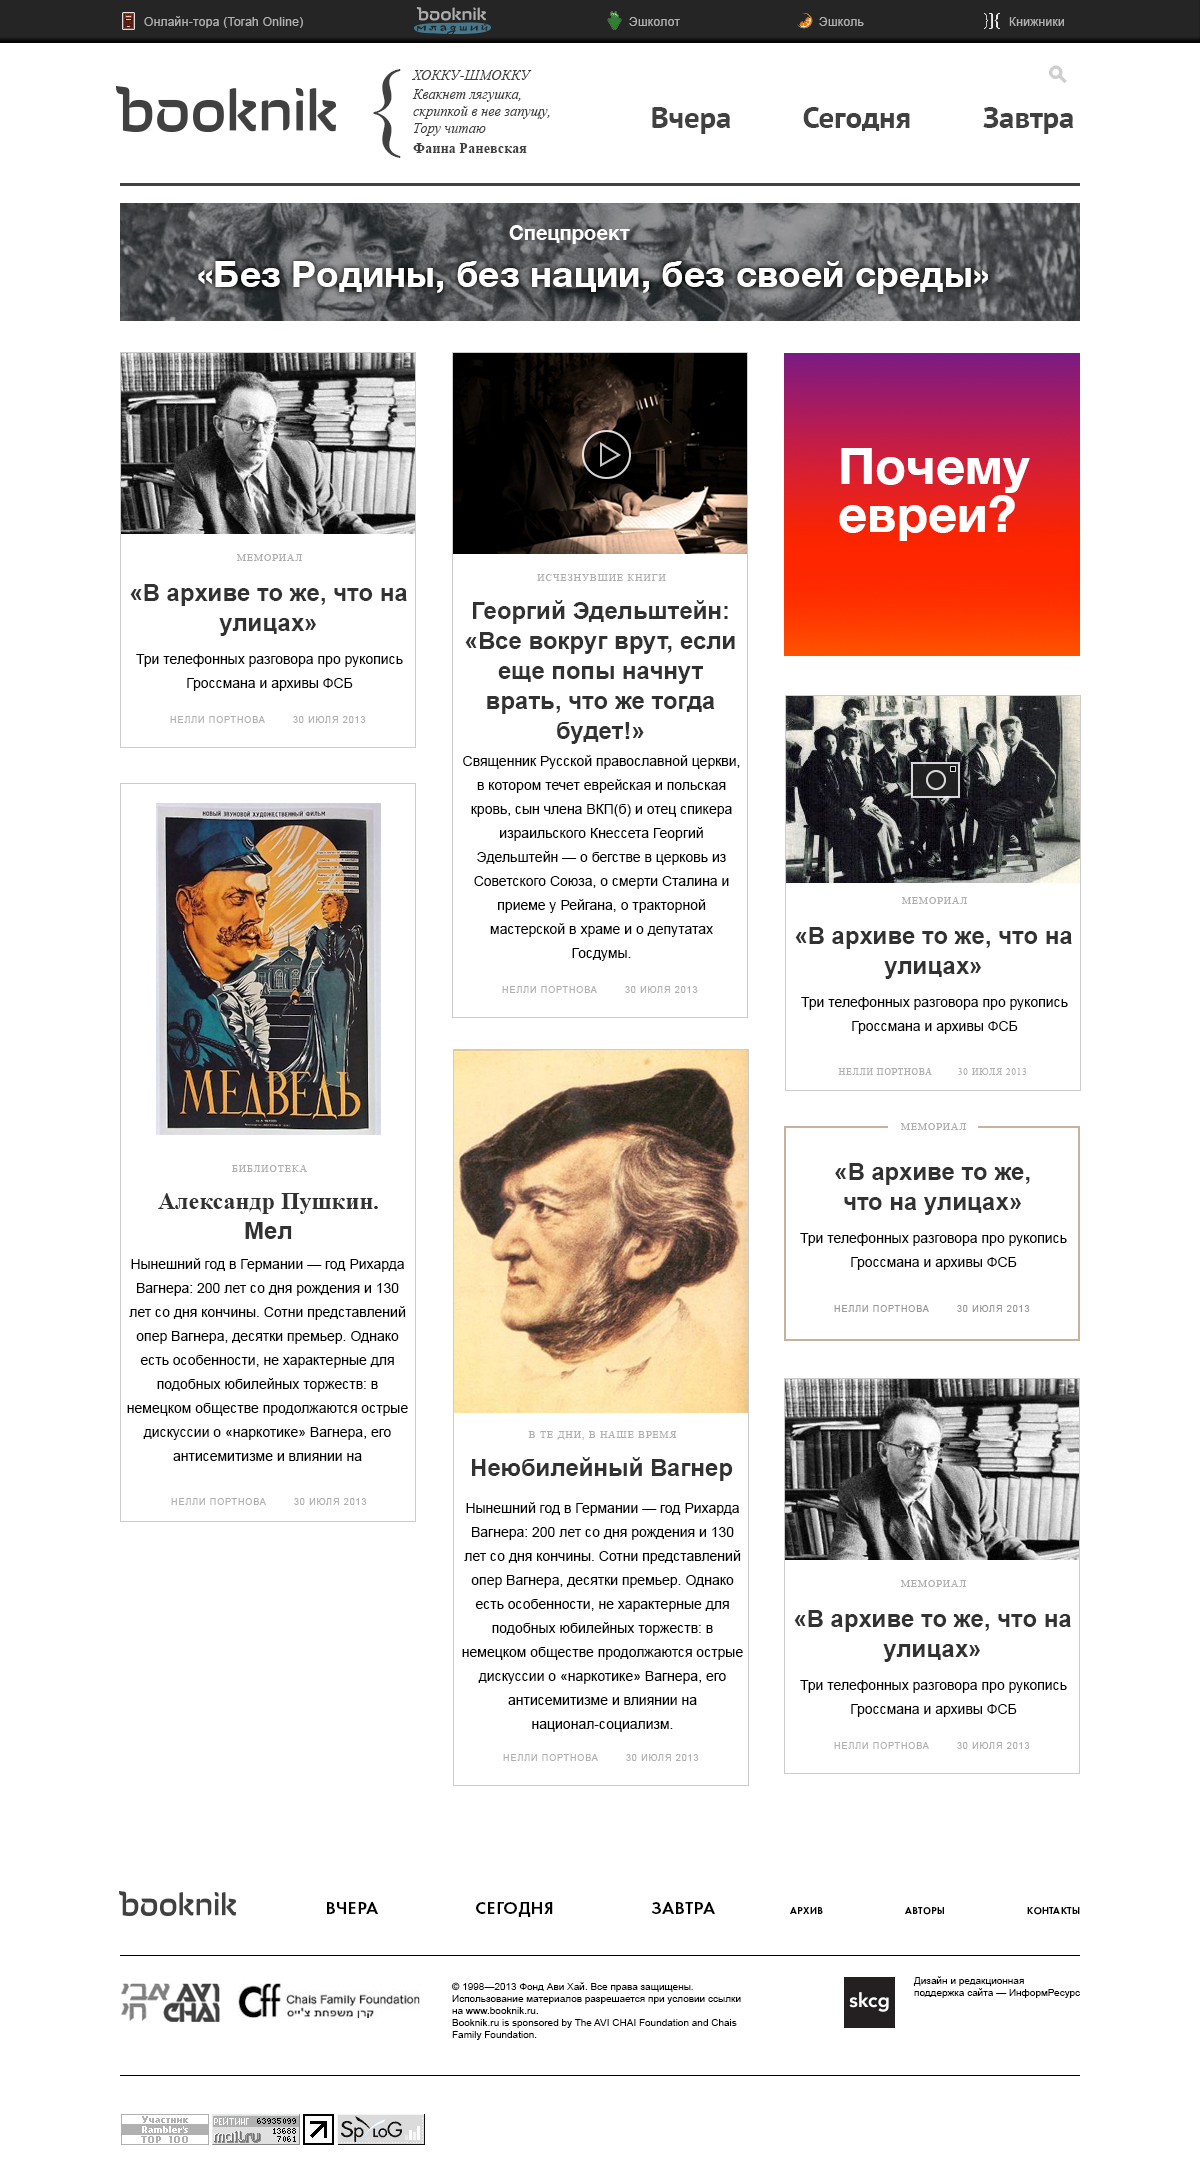 Онлайн-тора (Torah Online)
booknik
младший
Эшколот
Эшколь
Книжники
booknik
ХОККУ-ШМОККУ
Квакнет лягушка,
скрипкой в нее запущу,
Тору читаю
Фаина Раневская
Вчера
Сегодня
Завтра
Спецпроект
«Без Родины, без нации, без своей среды»
МЕМОРИАЛ
«В архиве то же, что на
улицах»
Три телефонных разговора про рукопись
Гроссмана и архивы ФСБ
НЕЛЛИ ПОРТНОВА 30 ИЮЛЯ 2013
НОВЫЙ ЗВУКОВОЙ ХУДОЖЕСТВЕННЫЙ ФИЛЬМ
МЕДВЕДЬ
БИБЛИОТЕКА
Александр Пушкин.
Мел
Нынешний год в Германии — год Рихарда
Вагнера: 200 лет со дня рождения и 130
лет со дня кончины. Сотни представлений
опер Вагнера, десятки премьер. Однако
есть особенности, не характерные для
подобных юбилейных торжеств: в
немецком обществе продолжаются острые
дискуссии о «наркотике» Вагнера, его
антисемитизме и влиянии на
НЕЛЛИ ПОРТНОВА 30 ИЮЛЯ 2013
ИСЧЕЗНУВШИЕ КНИГИ
Георгий Эдельштейн:
«Все вокруг врут, если
еще попы начнут
врать, что же тогда
будет!»
Священник Русской православной церкви,
в котором течет еврейская и польская
кровь, сын члена ВКП(б) и отец спикера
израильского Кнессета Георгий
Эдельштейн — о бегстве в церковь из
Советского Союза, о смерти Сталина и
приеме у Рейгана, о тракторной
мастерской в храме и о депутатах
Госдумы.
НЕЛЛИ ПОРТНОВА 30 ИЮЛЯ 2013
В ТЕ ДНИ, В НАШЕ ВРЕМЯ
Неюбилейный Вагнер
Нынешний год в Германии — год Рихарда
Вагнера: 200 лет со дня рождения и 130
лет со дня кончины. Сотни представлений
опер Вагнера, десятки премьер. Однако
есть особенности, не характерные для
подобных юбилейных торжеств: в
немецком обществе продолжаются острые
дискуссии о «наркотике» Вагнера, его
антисемитизме и влиянии на
национал-социализм.
НЕЛЛИ ПОРТНОВА 30 ИЮЛЯ 2013
Почему
евреи?
МЕМОРИАЛ
«В архиве то же, что на
улицах»
Три телефонных разговора про рукопись
Гроссмана и архивы ФСБ
НЕЛЛИ ПОРТНОВА 30 ИЮЛЯ 2013
МЕМОРИАЛ
«В архиве то же,
что на улицах»
Три телефонных разговора про рукопись
Гроссмана и архивы ФСБ
НЕЛЛИ ПОРТНОВА 30 ИЮЛЯ 2013
МЕМОРИАЛ
«В архиве то же, что на
улицах»
Три телефонных разговора про рукопись
Гроссмана и архивы ФСБ
НЕЛЛИ ПОРТНОВА 30 ИЮЛЯ 2013
booknik
ВЧЕРА
СЕГОДНЯ
ЗАВТРА
АРХИВ
АВТОРЫ
КОНТАКТЫ
אבי AVI
חי CHAI
Cff Chais Family Foundation
קרן משפחת צ'ייס
© 1998—2013 Фонд Ави Хай. Все права защищены.
Использование материалов разрешается при условии ссылки
на www.booknik.ru.
Booknik.ru is sponsored by The AVI CHAI Foundation and Chais
Family Foundation.
skcg
Дизайн и редакционная
поддержка сайта — ИнформРесурс
Участник
Rambler's
TOP 100
РЕЙТИНГ 63935099
13688
mail.ru 7061
SpyLOG